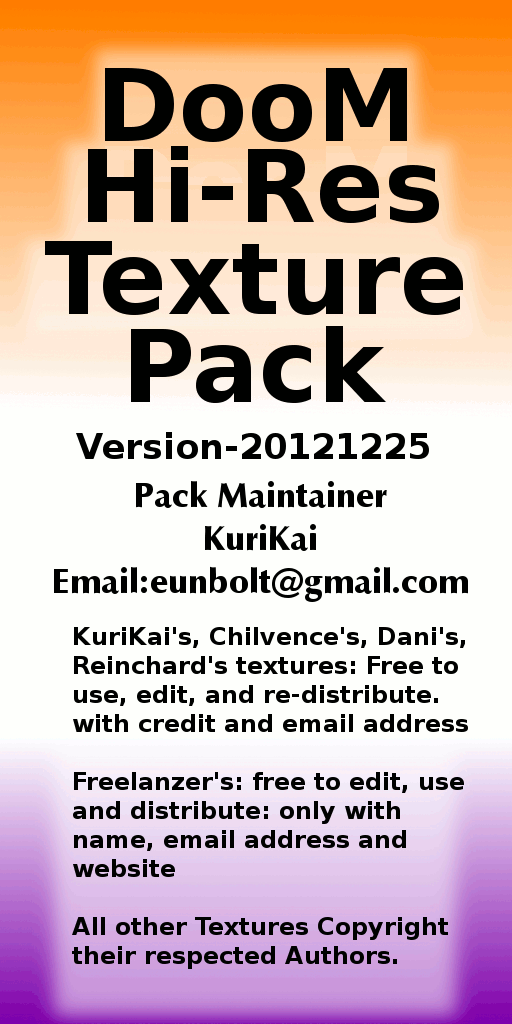 DooM
Hi-Res
Texture
Pack
Version-20121225
Pack Maintainer
KuriKai
Email:eunbolt@gmail.com
KuriKai's, Chilvence's, Dani's,
Reinchard's textures: Free to
use, edit, and re-distribute.
with credit and email address
Freelanzer's: free to edit, use
and distribute: only with
name, email address and
website
All other Textures Copyright
their respected Authors.